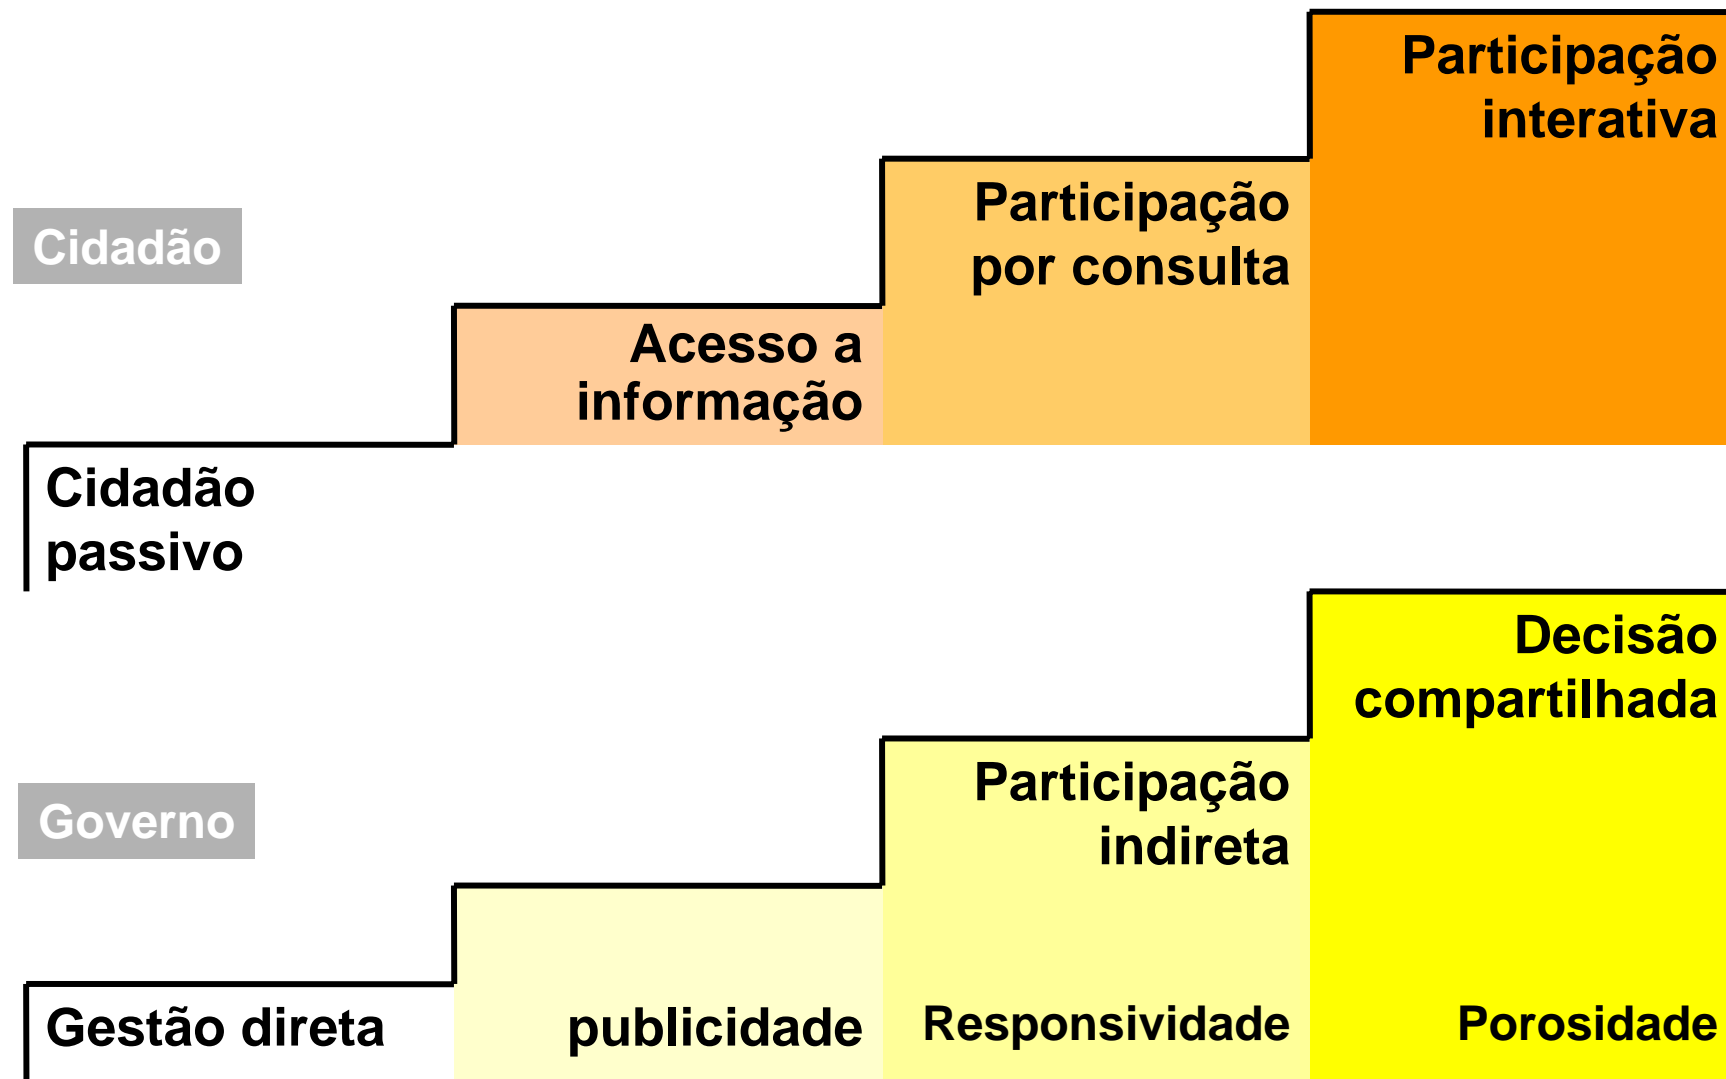 Participação
interativa
Participação
por consulta
Cidadão
Acesso a
informação
Cidadão
passivo
Decisão
compartilhada
Participação
indireta
Governo
Gestão direta
publicidade
Responsividade
Porosidade